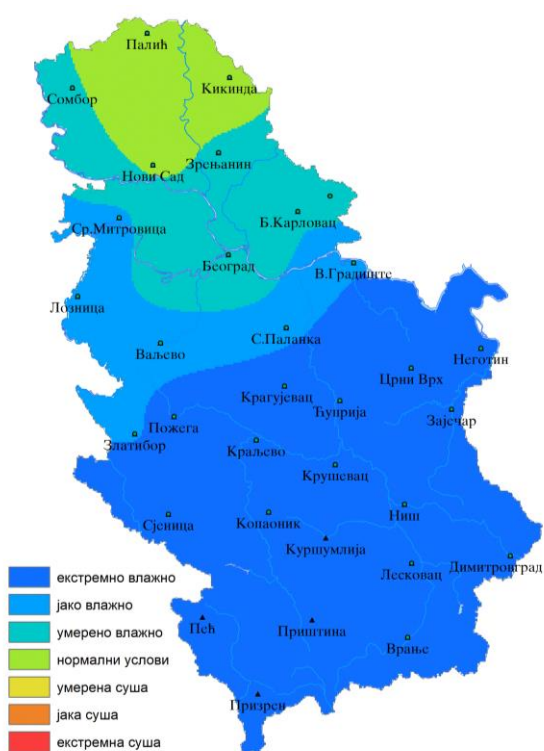 Палић
Кикинда
Сомбор
Зрењанин
Нови Сад
Б.Карловац
Ср.Митровица
Београд
В.Градиште
Лозница
С.Паланка
Ваљево
Неготин
Црни Врх
Крагујевац
Ћуприја
Зајечар
Пожега
Златибор
Краљево
Крушевац
Сјеница
Копаоник
Ниш
Куршумлија
Димитровград
Лесковац
Пећ
Приштина
Врање
Призрен
екстремно влажно
јако влажно
умерено влажно
нормални услови
умерена суша
јака суша
екстремна суша